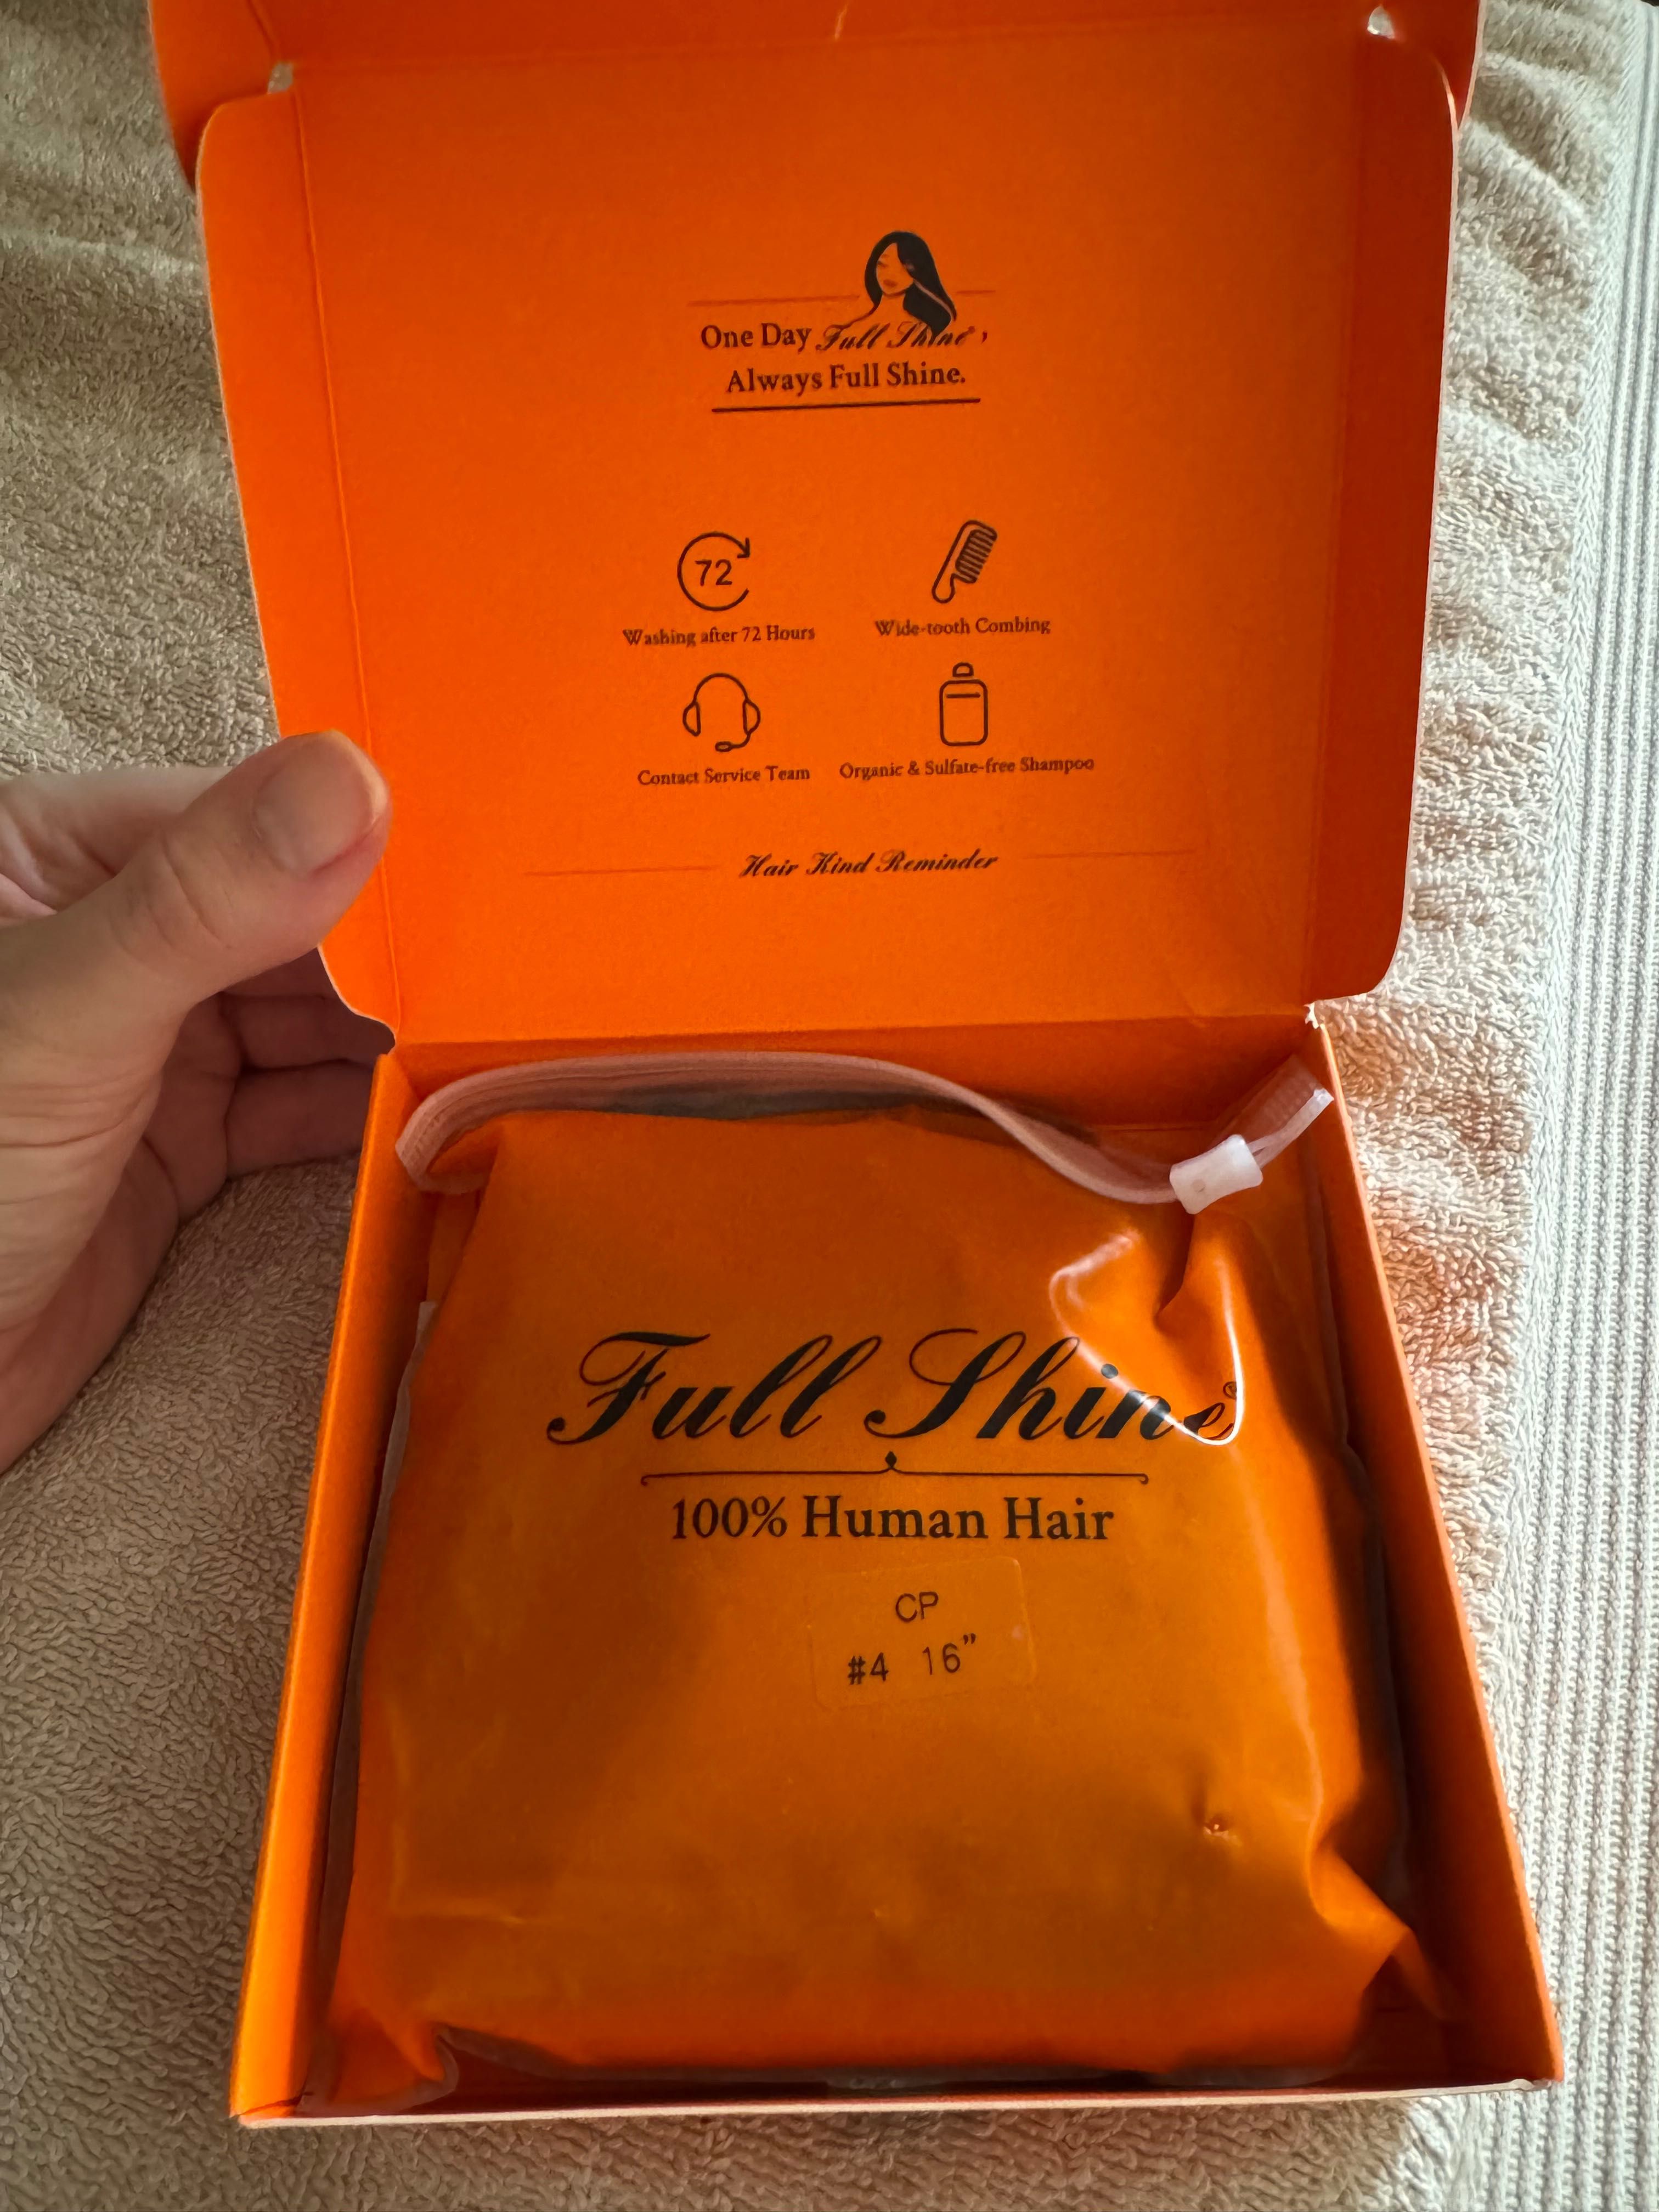 One Day Full Shine® ,
Always Full Shine.
72
Washing after 72 Hours
Wide-tooth Combing
Contact Service Team
Organic & Sulfate-free Shampoo
Hair Kind Reminder
Full Shine®
100% Human Hair
CP
#4 16”